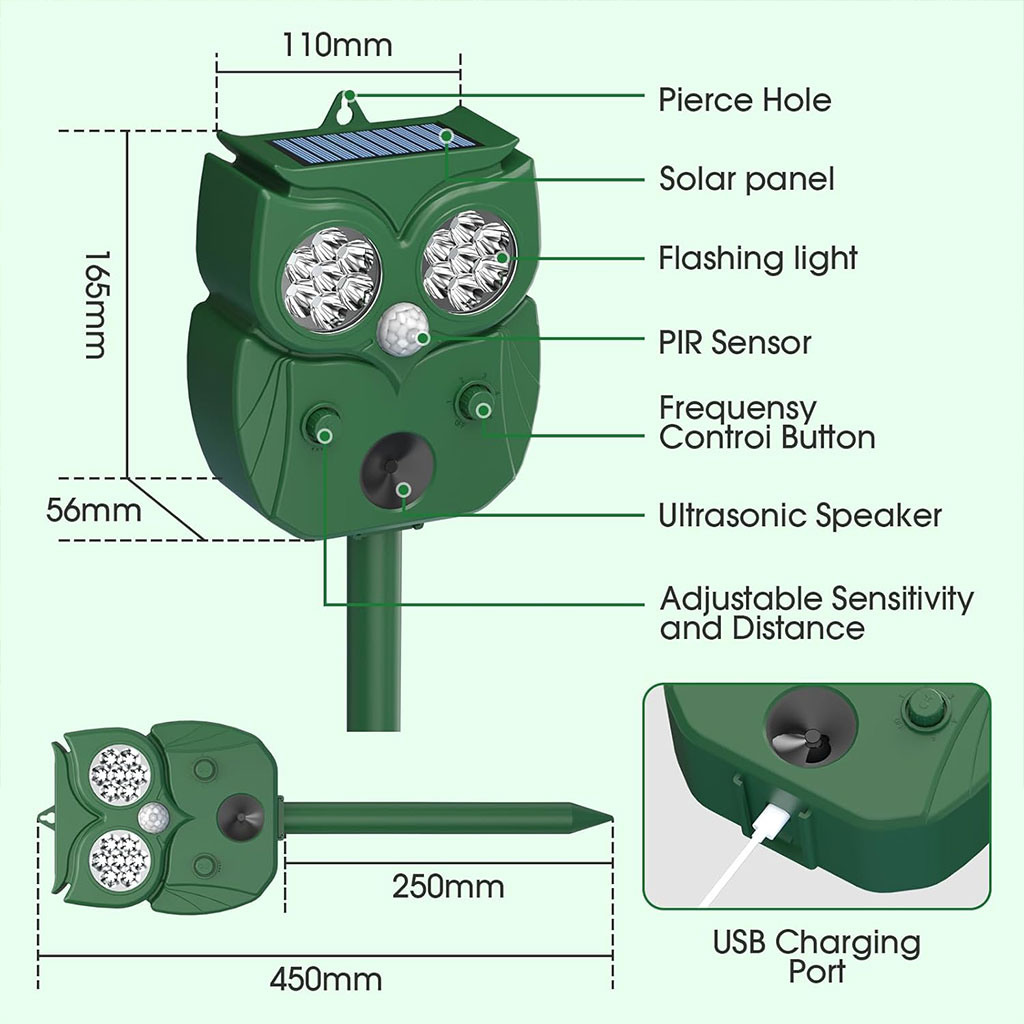 110mm
Pierce Hole
Solar panel
165mm
Flashing light
PIR Sensor
Frequensy
Controi Button
56mm
Ultrasonic Speaker
Adjustable Sensitivity
and Distance
250mm
450mm
USB Charging
Port